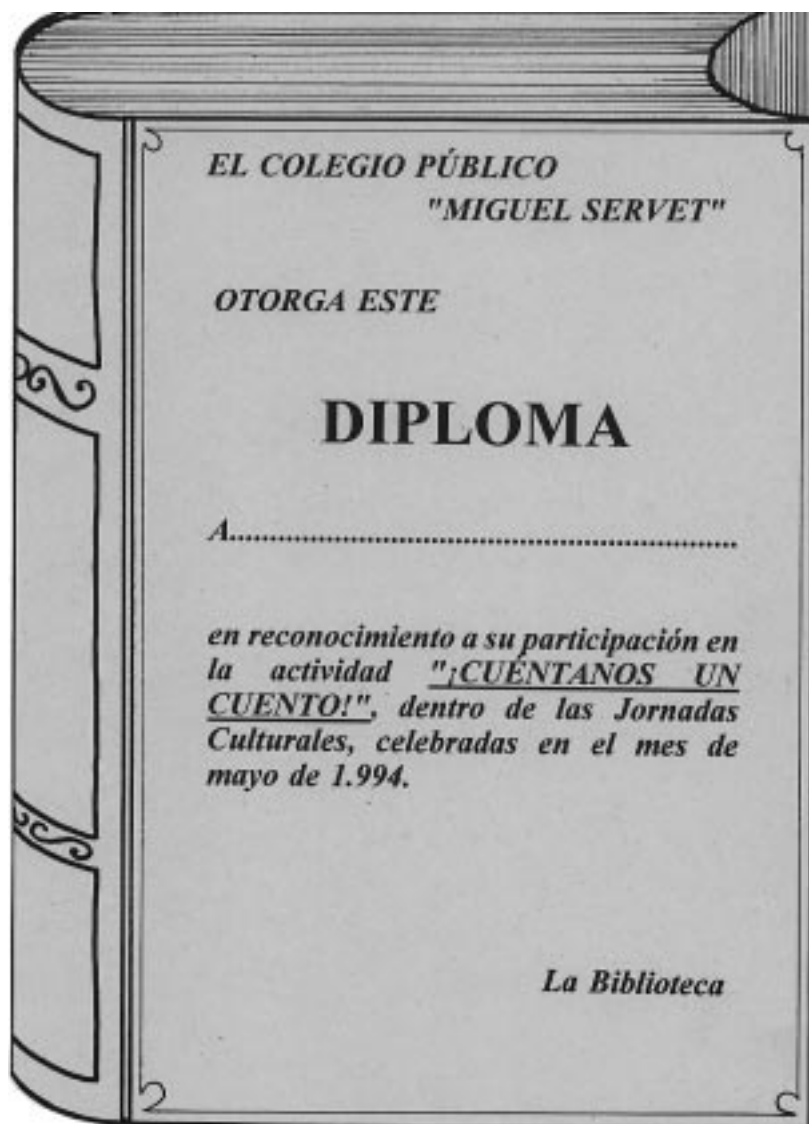 EL COLEGIO PÚBLICO
"MIGUEL SERVET"
OTORGA ESTE
DIPLOMA
A..............................................................
en reconocimiento a su participación en
la actividad "¡CUÉNTANOS UN
CUENTO!", dentro de las Jornadas
Culturales, celebradas en el mes de
mayo de 1.994.
La Biblioteca